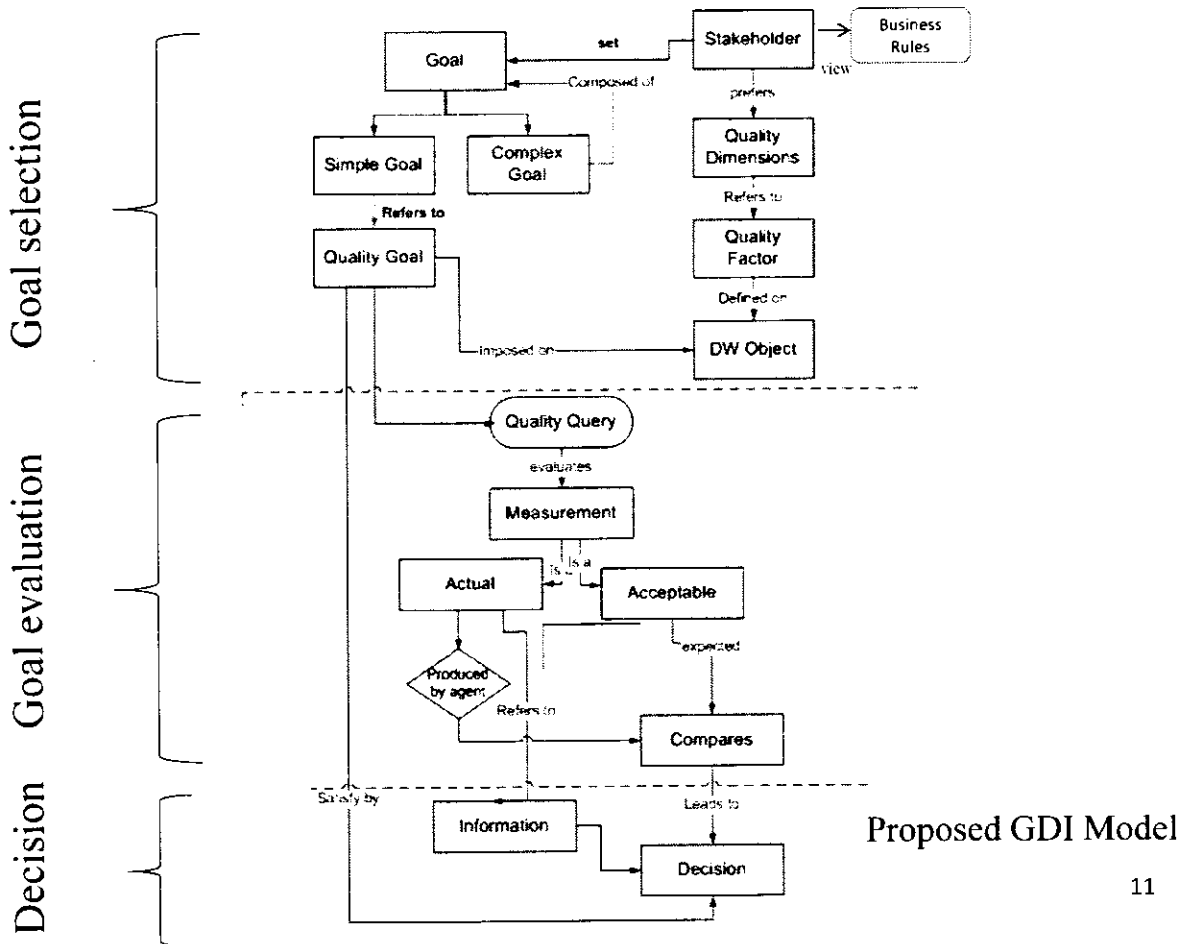 Goal selection
Goal evaluation
Decision
Goal
set
Stakeholder
view
Business
Rules
Composed of
prefers
Simple Goal
Complex
Goal
Quality
Dimensions
Refers to
Refers to
Quality Goal
Quality
Factor
Defined on
imposed on
DW Object
Quality Query
evaluates
Measurement
is
Is a
Actual
Acceptable
expected
Produced
by agent
Refers to
Compares
Satisfy by
Leads to
Information
Decision
Proposed GDI Model
11